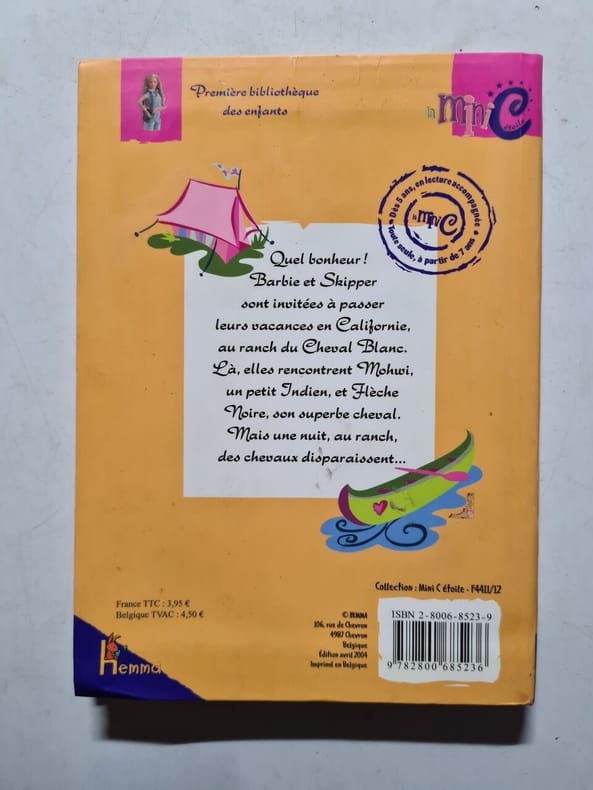 Première bibliothèque
des enfants
la mini C
étoile
Dès 5 ans, en lecture accompagnée
la mini C
Toute seule, à partir de 7 ans
Quel bonheur !
Barbie et Skipper
sont invitées à passer
leurs vacances en Californie,
au ranch du Cheval Blanc.
Là, elles rencontrent Mohwi,
un petit Indien, et Flèche
Noire, son superbe cheval.
Mais une nuit, au ranch,
des chevaux disparaissent...
Collection : Mini C étoile - F4411/12
France TTC : 3,95 €
Belgique TVAC : 4,50 €
© HEMMA
106, rue de Chevron
4987 Chevron
Belgique
Édition avril 2004
Imprimé en Belgique
ISBN 2-8006-8523-9
9 782800 685236
Hemma